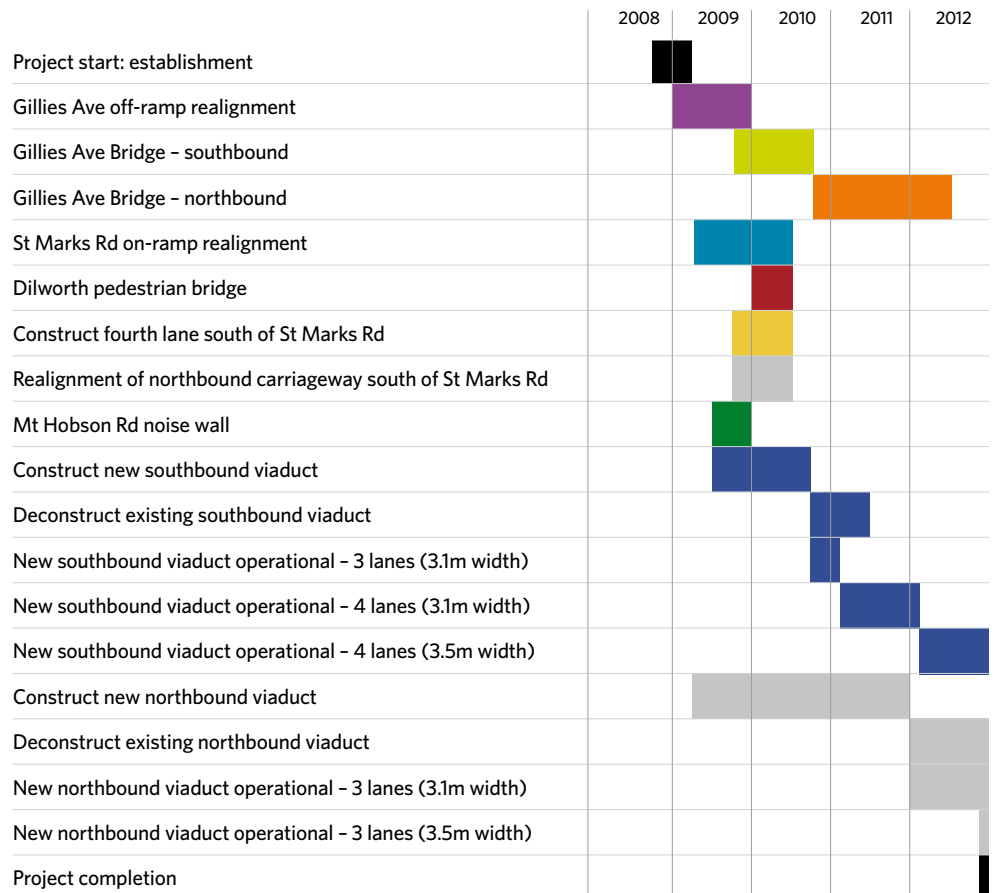 2008 2009 2010 2011 2012
Project start: establishment
Gillies Ave off-ramp realignment
Gillies Ave Bridge – southbound
Gillies Ave Bridge – northbound
St Marks Rd on-ramp realignment
Dilworth pedestrian bridge
Construct fourth lane south of St Marks Rd
Realignment of northbound carriageway south of St Marks Rd
Mt Hobson Rd noise wall
Construct new southbound viaduct
Deconstruct existing southbound viaduct
New southbound viaduct operational – 3 lanes (3.1m width)
New southbound viaduct operational – 4 lanes (3.1m width)
New southbound viaduct operational – 4 lanes (3.5m width)
Construct new northbound viaduct
Deconstruct existing northbound viaduct
New northbound viaduct operational – 3 lanes (3.1m width)
New northbound viaduct operational – 3 lanes (3.5m width)
Project completion